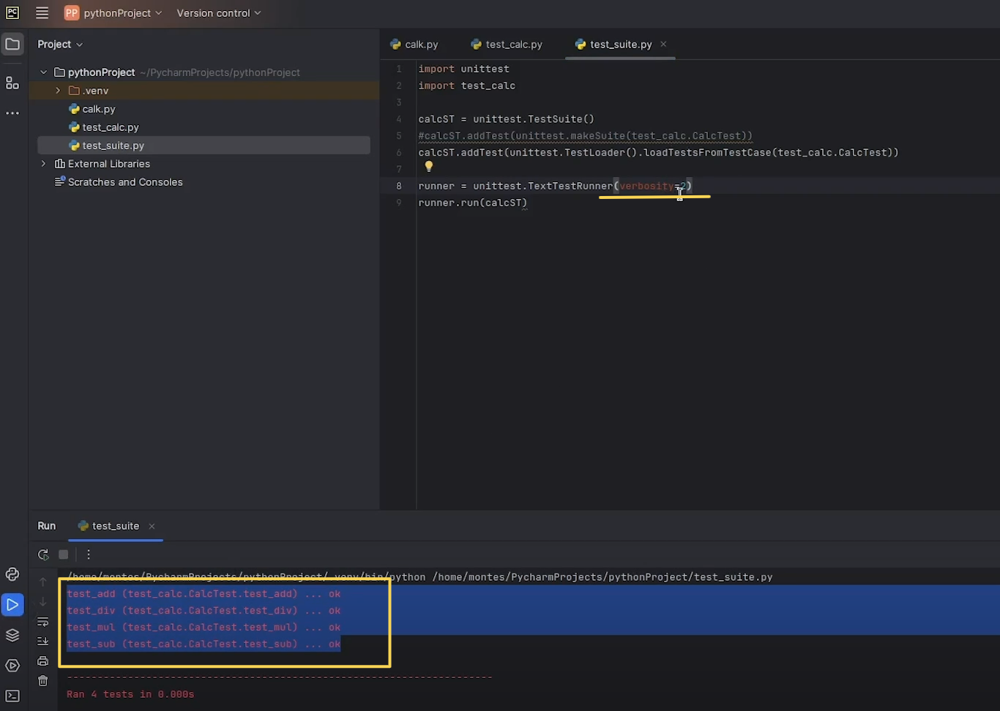 PC
PP pythonProject Version control
Project
calk.py test_calc.py test_suite.py
pythonProject ~/PycharmProjects/pythonProject
.venv
calk.py
test_calc.py
test_suite.py
External Libraries
Scratches and Consoles
1 import unittest
2 import test_calc
3
4 calcST = unittest.TestSuite()
5 #calcST.addTest(unittest.makeSuite(test_calc.CalcTest))
6 calcST.addTest(unittest.TestLoader().loadTestsFromTestCase(test_calc.CalcTest))
7
8 runner = unittest.TextTestRunner(verbosity=2)
9 runner.run(calcST)
Run test_suite
/home/montes/PycharmProjects/pythonProject/.venv/bin/python /home/montes/PycharmProjects/pythonProject/test_suite.py
test_add (test_calc.CalcTest.test_add) ... ok
test_div (test_calc.CalcTest.test_div) ... ok
test_mul (test_calc.CalcTest.test_mul) ... ok
test_sub (test_calc.CalcTest.test_sub) ... ok
----------------------------------------------------------------------
Ran 4 tests in 0.000s